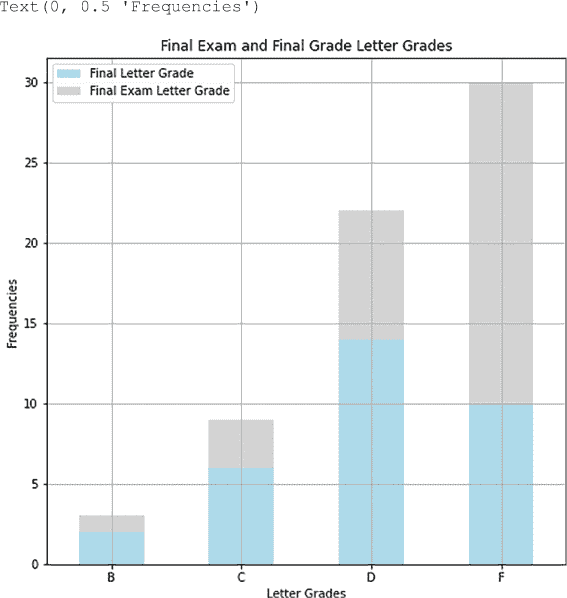 Text(0, 0.5 'Frequencies')
Final Exam and Final Grade Letter Grades
Final Letter Grade
Final Exam Letter Grade
30
25
20
15
10
5
0
Frequencies
B C D F
Letter Grades